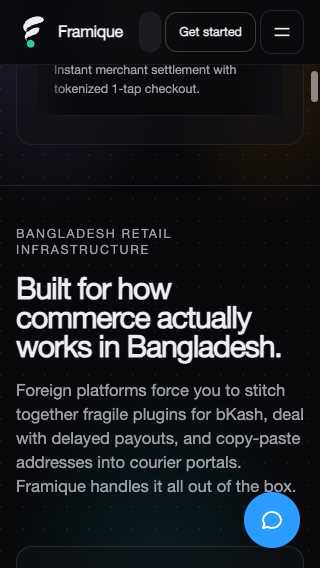 Framique
Get started
Instant merchant settlement with
tokenized 1-tap checkout.
BANGLADESH RETAIL
INFRASTRUCTURE
Built for how
commerce actually
works in Bangladesh.
Foreign platforms force you to stitch
together fragile plugins for bKash, deal
with delayed payouts, and copy-paste
addresses into courier portals.
Framique handles it all out of the box.